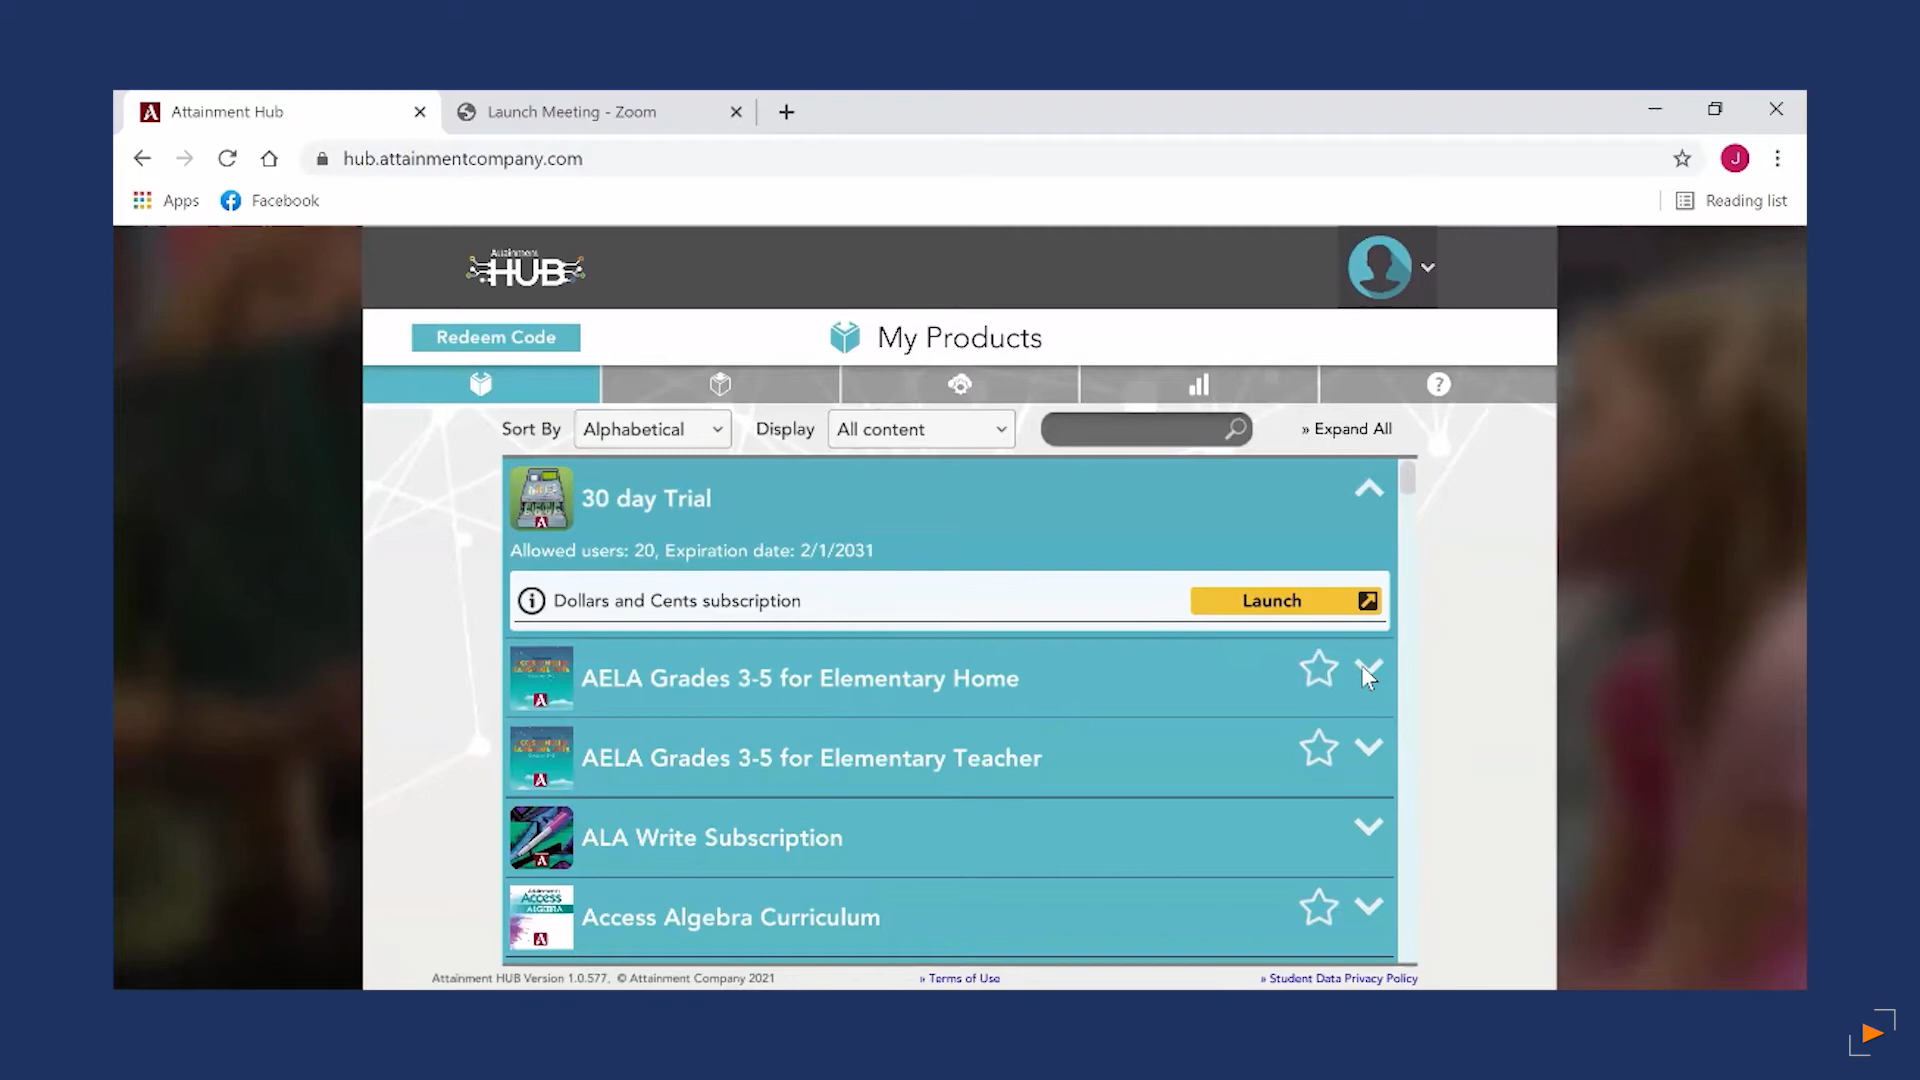 Attainment Hub
Launch Meeting - Zoom
hub.attainmentcompany.com
J
Apps
Facebook
Reading list
Attainment
HUB
Redeem Code
My Products
Sort By
Alphabetical
Display
All content
» Expand All
30 day Trial
Allowed users: 20, Expiration date: 2/1/2031
Dollars and Cents subscription
Launch
AELA Grades 3-5 for Elementary Home
AELA Grades 3-5 for Elementary Teacher
ALA Write Subscription
Access
ALGEBRA
Access Algebra Curriculum
Attainment HUB Version 1.0.577, © Attainment Company 2021
» Terms of Use
» Student Data Privacy Policy